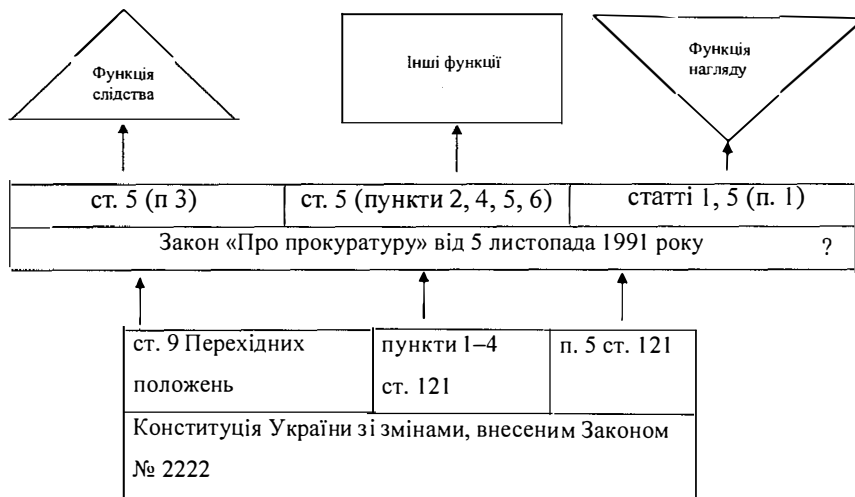 Функція
слідства
Інші функції
Функція
нагляду
ст. 5 (п 3)
ст. 5 (пункти 2, 4, 5, 6)
статті 1, 5 (п. 1)
Закон «Про прокуратуру» від 5 листопада 1991 року ?
ст. 9 Перехідних
положень
пункти 1–4
ст. 121
п. 5 ст. 121
Конституція України зі змінами, внесеним Законом
№ 2222